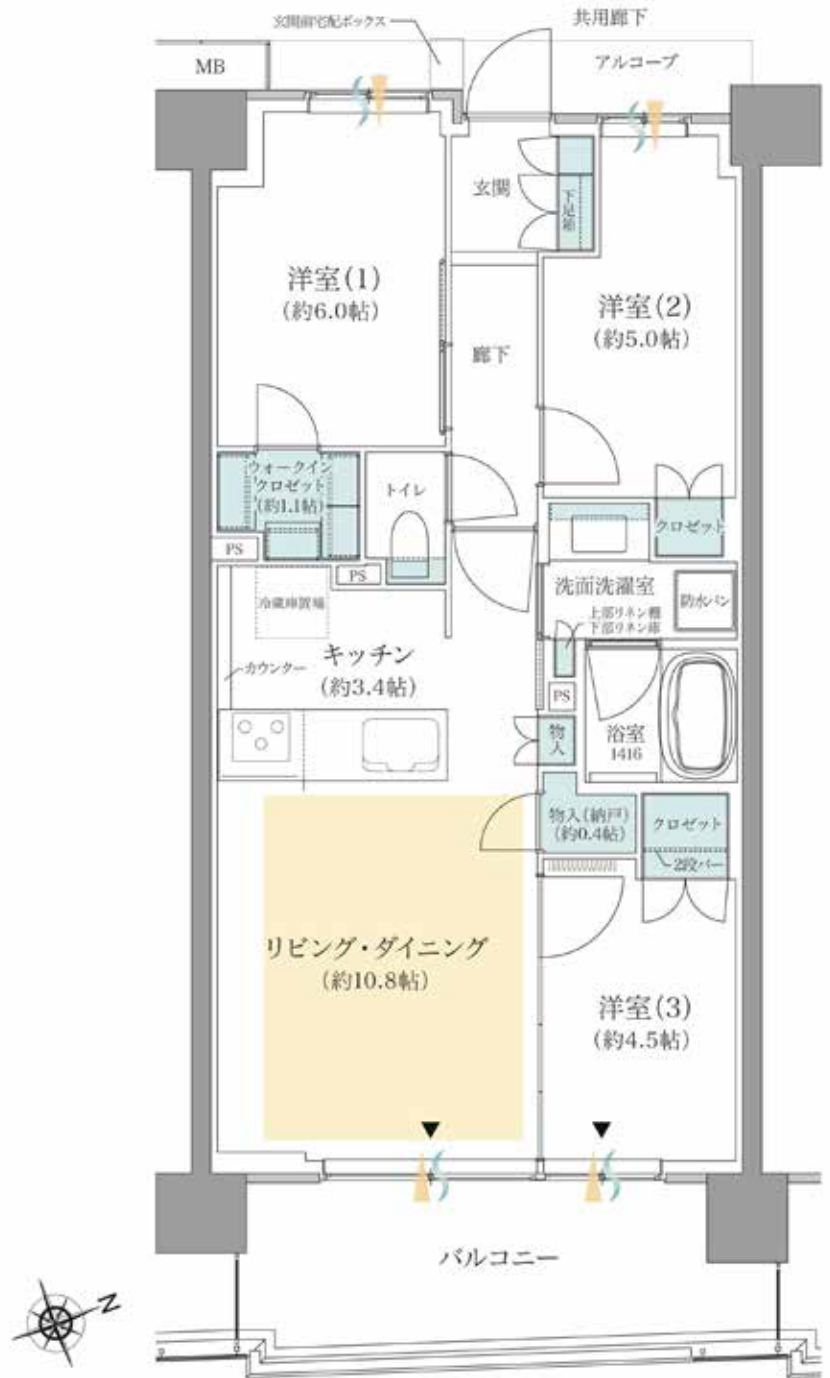 玄関前宅配ボックス
共用廊下
MB
アルコーブ
玄関
下足箱
洋室(1)
(約6.0帖)
洋室(2)
(約5.0帖)
廊下
ウォークイン
クロゼット
(約1.1帖)
トイレ
クロゼット
PS
PS
冷蔵庫置場
洗面洗濯室
防水パン
上部リネン棚
下部リネン庫
カウンター
キッチン
(約3.4帖)
PS
物入
浴室
1416
物入(納戸)
(約0.4帖)
クロゼット
2段バー
リビング・ダイニング
(約10.8帖)
洋室(3)
(約4.5帖)
バルコニー
N